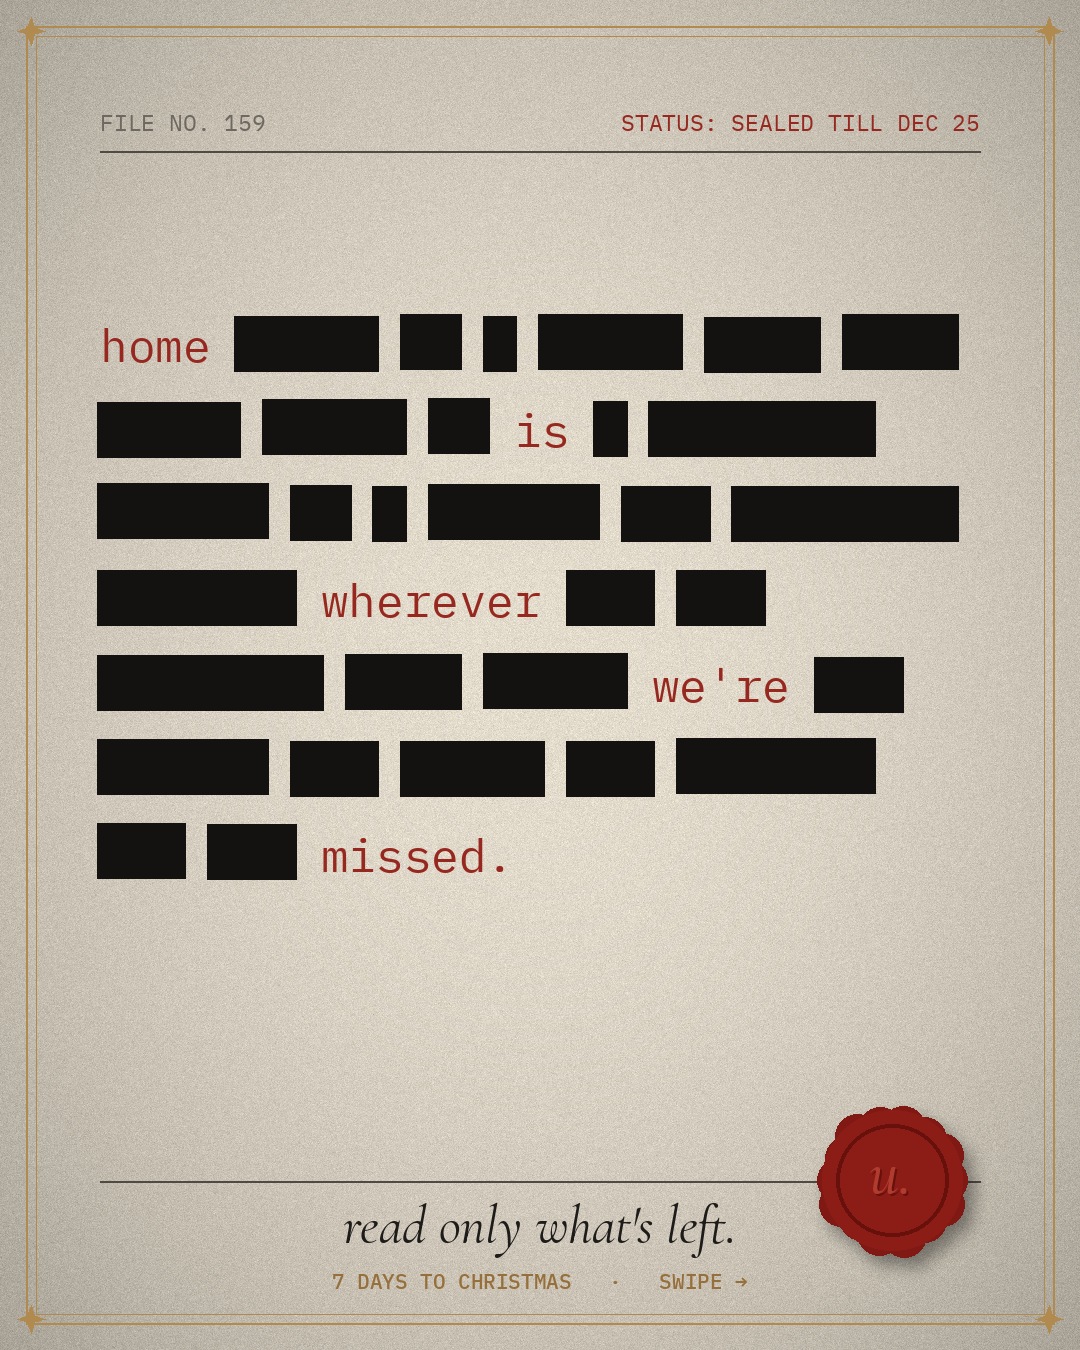 FILE NO. 159 STATUS: SEALED TILL DEC 25
home
is
wherever
we're
missed.
u.
read only what's left.
7 DAYS TO CHRISTMAS · SWIPE →